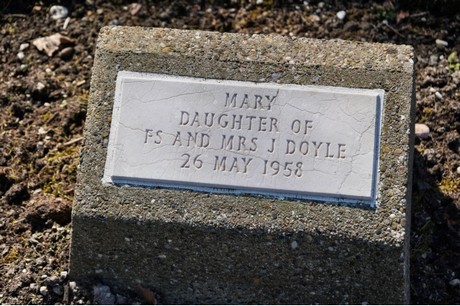 MARY
DAUGHTER OF
FS AND MRS J DOYLE
26 MAY 1958